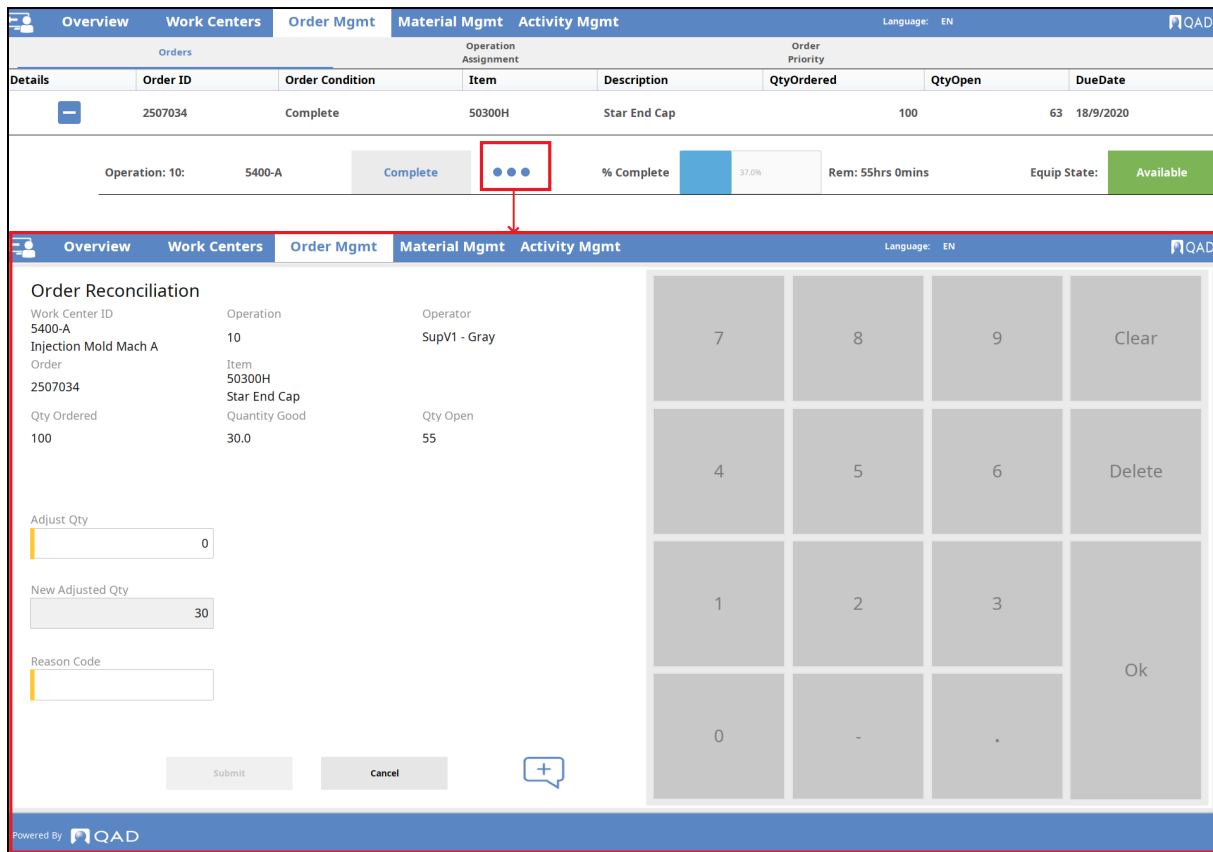 Overview Work Centers Order Mgmt Material Mgmt Activity Mgmt Language: EN QAD
Orders Operation Assignment Order Priority
Details Order ID Order Condition Item Description QtyOrdered QtyOpen DueDate
2507034 Complete 50300H Star End Cap 100 63 18/9/2020
Operation: 10: 5400-A Complete % Complete 37.0% Rem: 55hrs 0mins Equip State: Available
Overview Work Centers Order Mgmt Material Mgmt Activity Mgmt Language: EN QAD
Order Reconciliation
Work Center ID Operation Operator
5400-A 10 SupV1 - Gray
Injection Mold Mach A
Order Item
2507034 50300H
Star End Cap
Qty Ordered Quantity Good Qty Open
100 30.0 55
Adjust Qty
0
New Adjusted Qty
30
Reason Code
Submit Cancel
7 8 9 Clear
4 5 6 Delete
1 2 3 Ok
0 - .
Powered By QAD